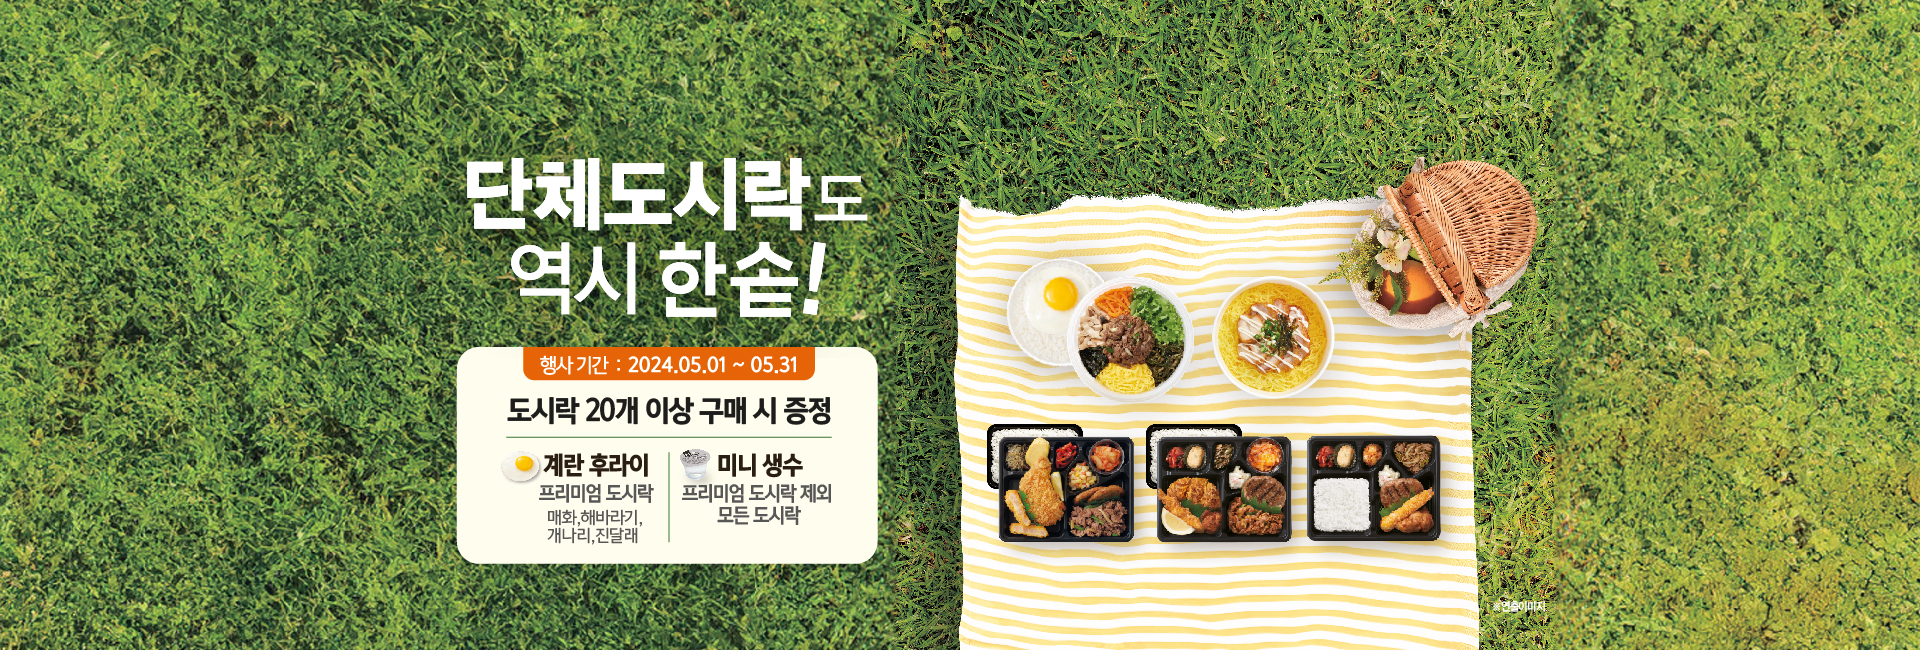 단체도시락도
역시 한솥!
행사 기간 : 2024.05.01 ~ 05.31
도시락 20개 이상 구매 시 증정
계란 후라이
프리미엄 도시락
매화,해바라기,
개나리,진달래
미니 생수
프리미엄 도시락 제외
모든 도시락
※연출이미지